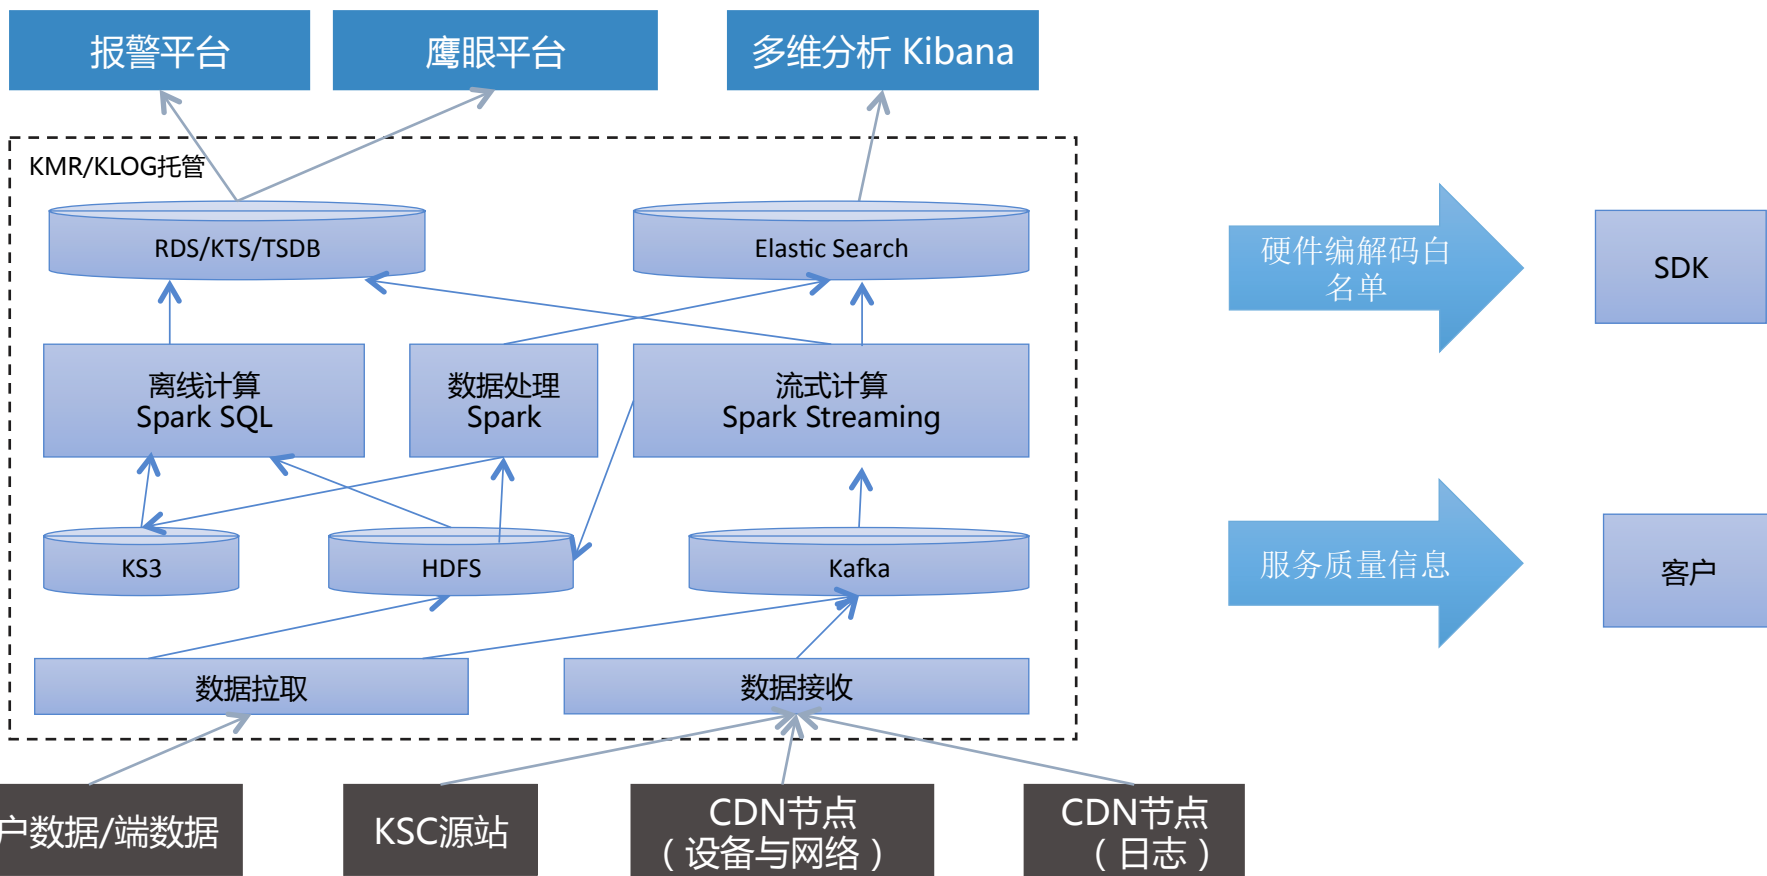 报警平台
鹰眼平台
多维分析 Kibana
KMR/KLOG托管
RDS/KTS/TSDB
Elastic Search
硬件编解码白
名单
SDK
离线计算
Spark SQL
数据处理
Spark
流式计算
Spark Streaming
KS3
HDFS
Kafka
服务质量信息
客户
数据拉取
数据接收
户数据/端数据
KSC源站
CDN节点
（设备与网络）
CDN节点
（日志）